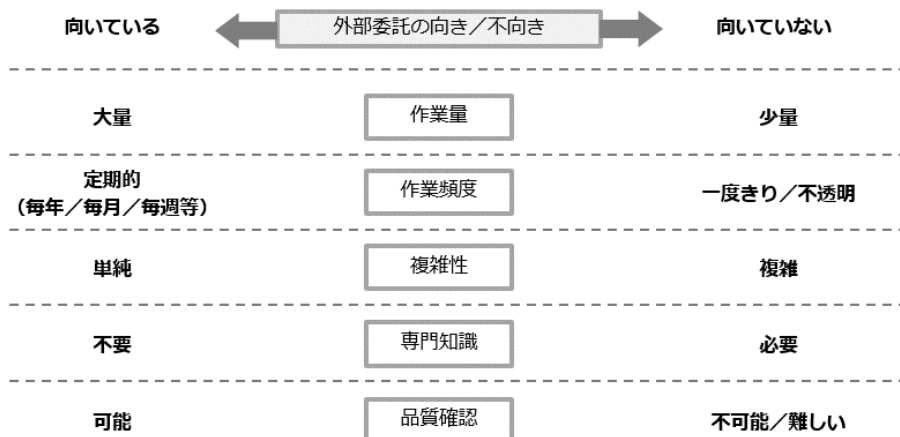 向いている 外部委託の向き／不向き 向いていない
大量 作業量 少量
定期的
（毎年／毎月／毎週等） 作業頻度 一度きり／不透明
単純 複雑性 複雑
不要 専門知識 必要
可能 品質確認 不可能／難しい